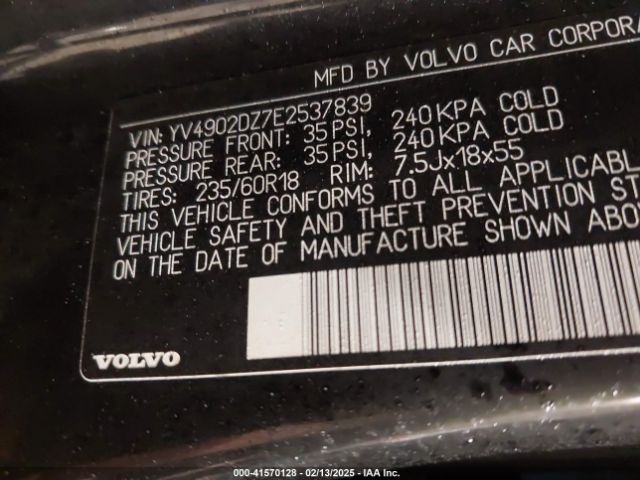 MFD BY VOLVO CAR CORPORA
VIN: YV4902DZ7E2537839
PRESSURE FRONT: 35 PSI, 240 KPA COLD
PRESSURE REAR: 35 PSI, 240 KPA COLD
TIRES: 235/60R18 RIM: 7.5Jx18x55
THIS VEHICLE CONFORMS TO ALL APPLICABL
VEHICLE SAFETY AND THEFT PREVENTION ST
ON THE DATE OF MANUFACTURE SHOWN ABO
VOLVO
000-41570128 - 02/13/2025 - IAA Inc.